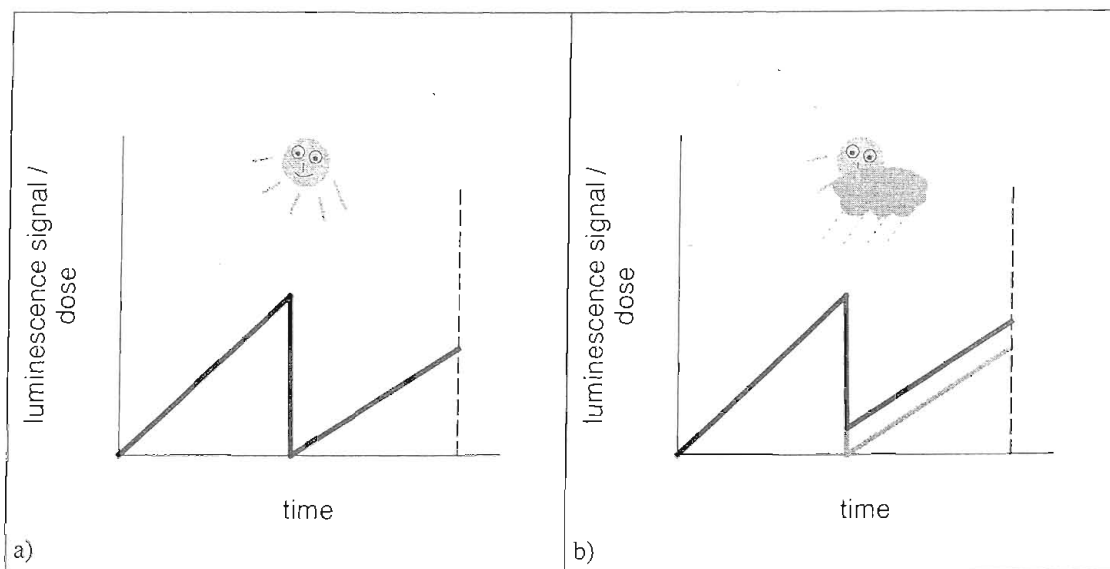 luminescence signal /
dose
time
a)
luminescence signal /
dose
time
b)